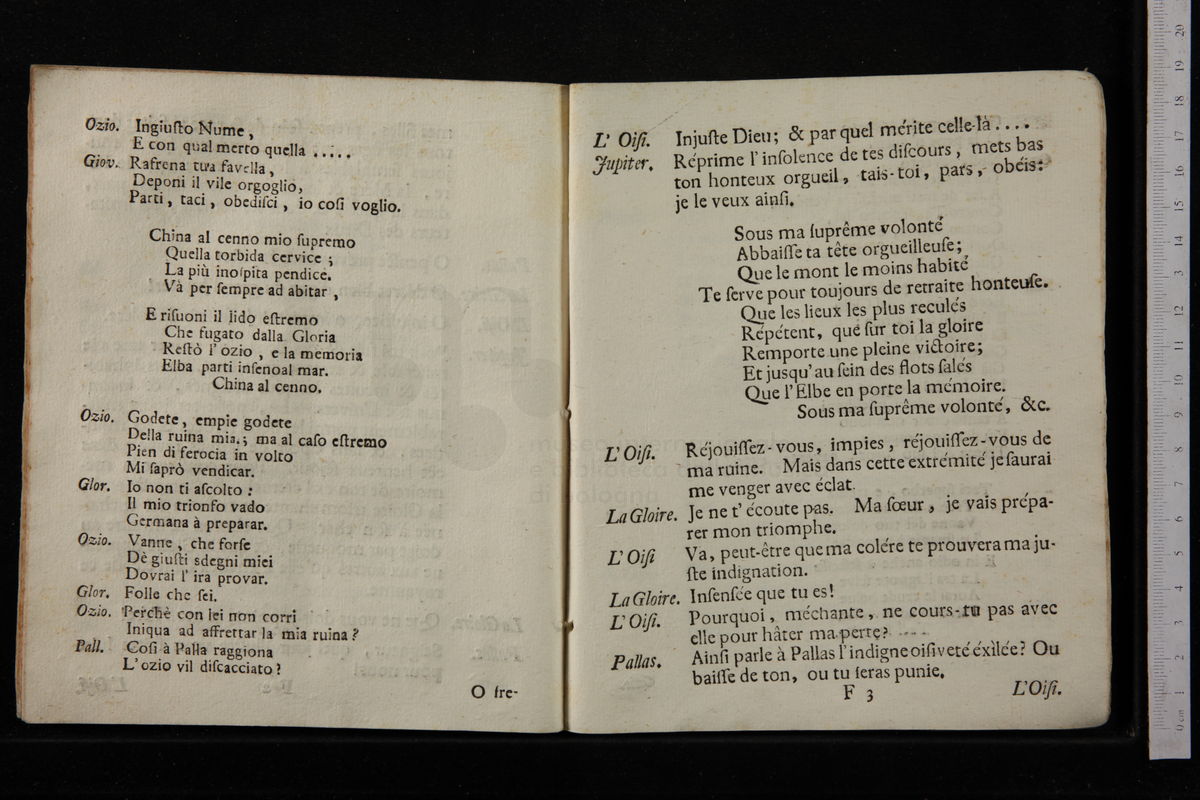 Ozio. Ingiuſto Nume,
E con qual merto quella .....
Giov. Rafrena tua favella,
Deponi il vile orgoglio,
Parti, taci, obediſci, io coſi voglio.
China al cenno mio ſupremo
Quella torbida cervice;
La più inoſpita pendice.
Và per ſempre ad abitar,
E riſuoni il lido eſtremo
Che fugato dalla Gloria
Reſtò l'ozio, e la memoria
Elba parti inſenoal mar.
China al cenno.
Ozio. Godete, empie godete
Della ruina mia.; ma al caſo eſtremo
Pien di ferocia in volto
Mi ſaprò vendicar.
Glor. Io non ti aſcolto:
Il mio trionfo vado
Germana à preparar.
Ozio. Vanne, che forſe
Dè giuſti sdegni miei
Dovrai l'ira provar.
Glor. Folle che ſei.
Ozio. Perchè con lei non corri
Iniqua ad affrettar la mia ruina?
Pall. Coſi à Palla raggiona
L'ozio vil diſcacciato?
O ſre-
L'Oiſi. Injuſte Dieu; & par quel mérite celle-là ....
Jupiter. Réprime l'inſolence de tes diſcours, mets bas
ton honteux orgueil, tais-toi, pars, obéis:
je le veux ainſi.
Sous ma ſuprême volonté
Abbaiſſe ta tête orgueilleuſe;
Que le mont le moins habité
Te ſerve pour toujours de retraite honteuſe.
Que les lieux les plus reculés
Répétent, que ſur toi la gloire
Remporte une pleine victoire;
Et jusqu'au ſein des flots ſalés
Que l'Elbe en porte la mémoire.
Sous ma ſuprême volonté, &c.
L'Oiſi. Réjouiſſez-vous, impies, réjouiſſez-vous de
ma ruine. Mais dans cette extrémité je ſaurai
me venger avec éclat.
La Gloire. Je ne t'écoute pas. Ma ſœur, je vais prépa-
rer mon triomphe.
L'Oiſi Va, peut-être que ma colére te prouvera ma ju-
ſte indignation.
La Gloire. Inſenſée que tu es!
L'Oiſi. Pourquoi, méchante, ne cours-tu pas avec
elle pour hâter ma perte?
Pallas. Ainſi parle à Pallas l'indigne oiſiveté éxilée? Ou
baiſſe de ton, ou tu ſeras punie.
F 3
L'Oiſi.